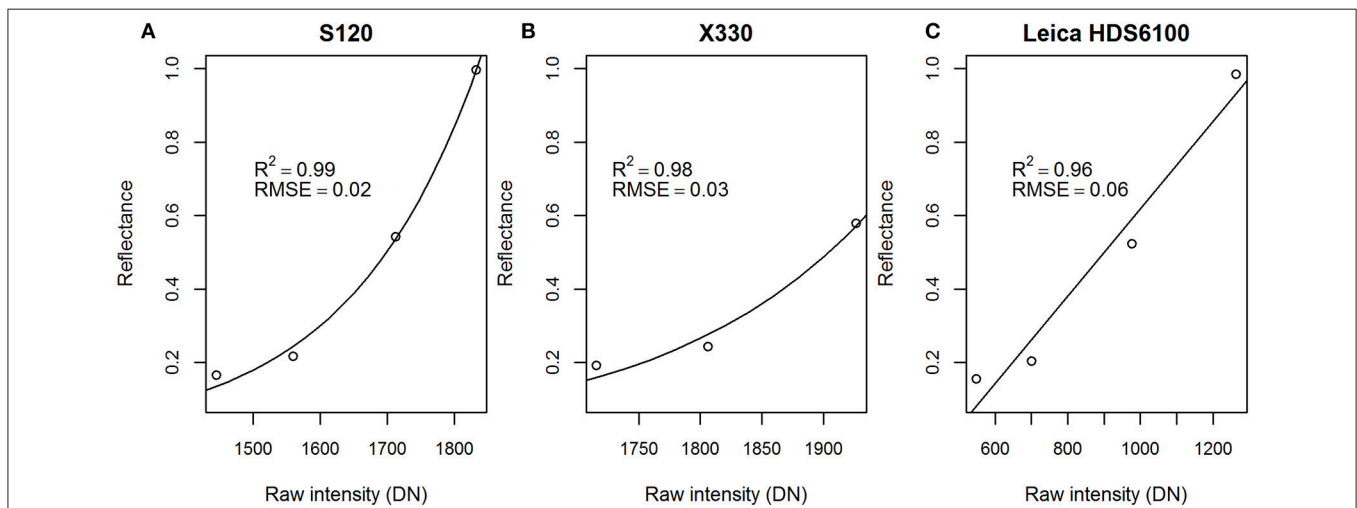 A
S120
Reflectance
1.0
0.8
0.6
0.4
0.2
R² = 0.99
RMSE = 0.02
1500 1600 1700 1800
Raw intensity (DN)
B
X330
Reflectance
R² = 0.98
RMSE = 0.03
1.0
0.8
0.6
0.4
0.2
1750 1800 1850 1900
Raw intensity (DN)
C
Leica HDS6100
Reflectance
1.0
0.8
0.6
0.4
0.2
R² = 0.96
RMSE = 0.06
600 800 1000 1200
Raw intensity (DN)